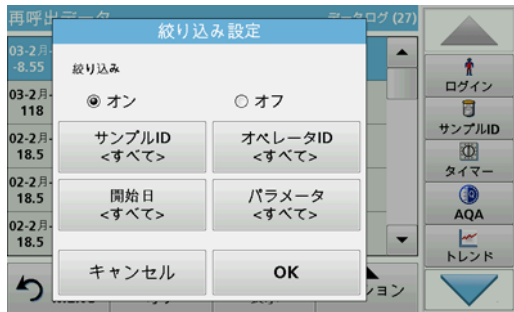 再呼出データ
データログ (27)
絞り込み設定
03-2月-
-8.55
03-2月-
118
02-2月-
18.5
02-2月-
18.5
02-2月-
18.5
絞り込み
オン
オフ
サンプルID
<すべて>
オペレータID
<すべて>
開始日
<すべて>
パラメータ
<すべて>
キャンセル
OK
ション
ログイン
サンプルID
タイマー
AQA
トレンド